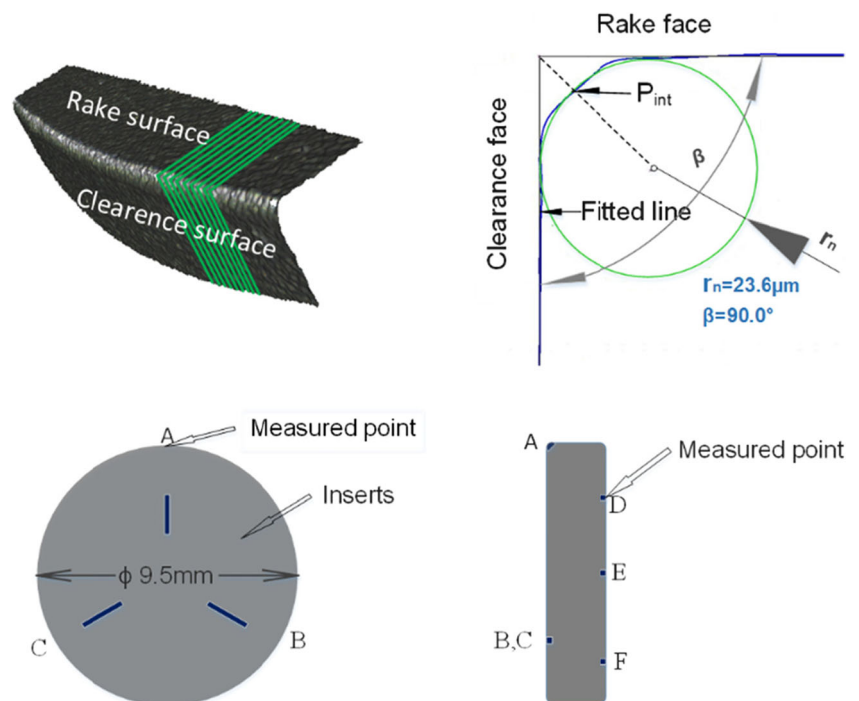 Rake surface
Clearence surface
Rake face
Clearance face
Pint
β
Fitted line
rn
rn=23.6μm
β=90.0°
A
Measured point
Inserts
ϕ 9.5mm
C
B
A
Measured point
D
E
B,C
F